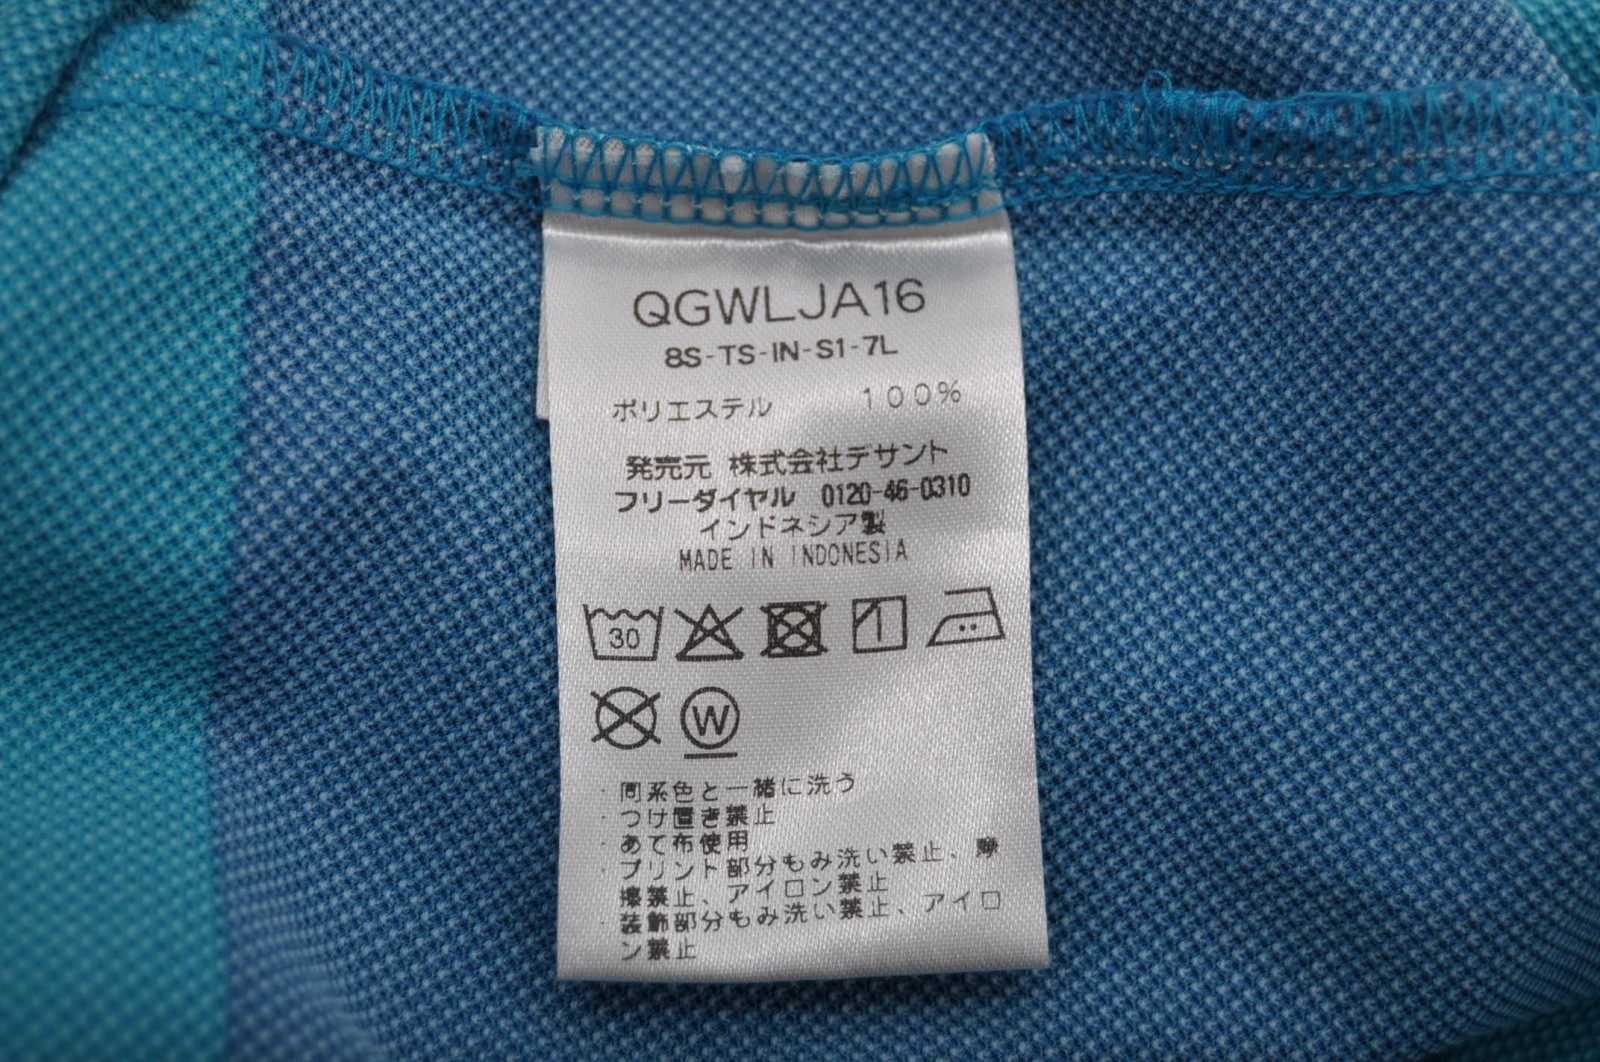 QGWLJA16
8S-TS-IN-S1-7L
ポリエステル 100%
発売元 株式会社デサント
フリーダイヤル 0120-46-0310
インドネシア製
MADE IN INDONESIA
30
W
・同系色と一緒に洗う
・つけ置き禁止
・あて布使用
・プリント部分もみ洗い禁止、摩
擦禁止、アイロン禁止
・装飾部分もみ洗い禁止、アイロ
ン禁止